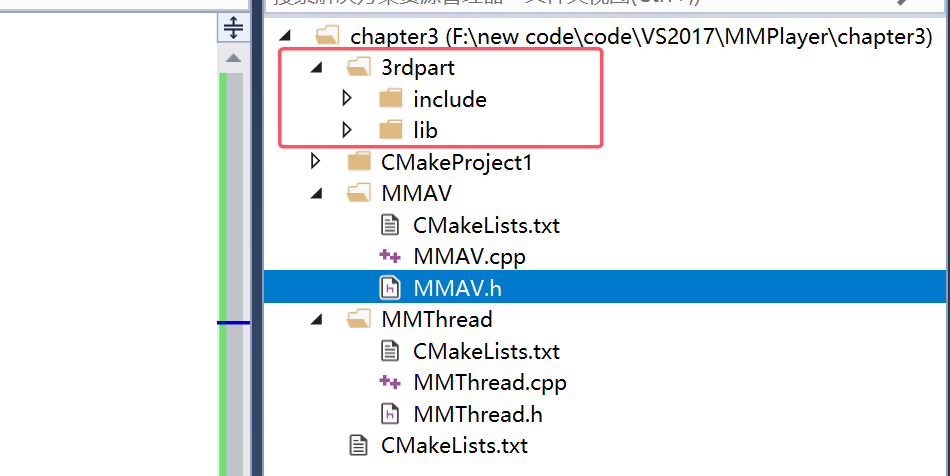 chapter3 (F:\new code\code\VS2017\MMPlayer\chapter3)
3rdpart
include
lib
CMakeProject1
MMAV
CMakeLists.txt
MMAV.cpp
MMAV.h
MMThread
CMakeLists.txt
MMThread.cpp
MMThread.h
CMakeLists.txt